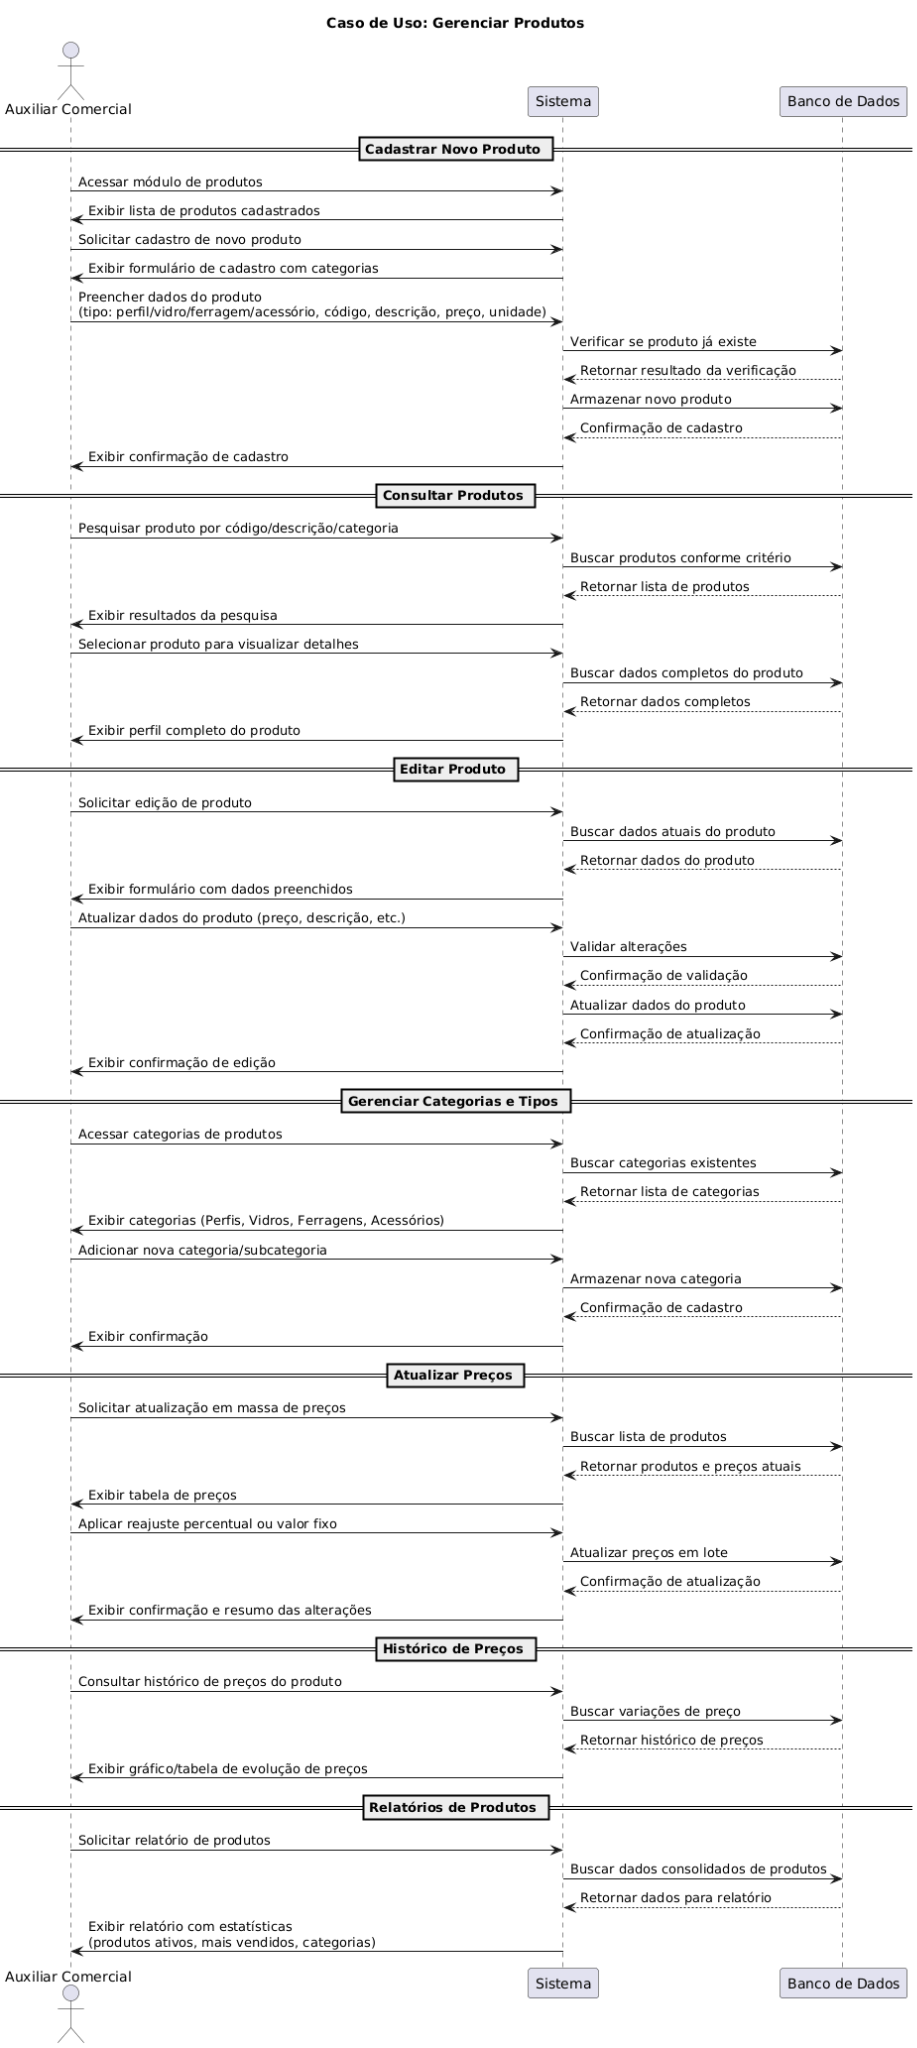 Caso de Uso: Gerenciar Produtos
Auxiliar Comercial
Sistema
Banco de Dados
Cadastrar Novo Produto
Acessar módulo de produtos
Exibir lista de produtos cadastrados
Solicitar cadastro de novo produto
Exibir formulário de cadastro com categorias
Preencher dados do produto
(tipo: perfil/vidro/ferragem/acessório, código, descrição, preço, unidade)
Verificar se produto já existe
Retornar resultado da verificação
Armazenar novo produto
Confirmação de cadastro
Exibir confirmação de cadastro
Consultar Produtos
Pesquisar produto por código/descrição/categoria
Buscar produtos conforme critério
Retornar lista de produtos
Exibir resultados da pesquisa
Selecionar produto para visualizar detalhes
Buscar dados completos do produto
Retornar dados completos
Exibir perfil completo do produto
Editar Produto
Solicitar edição de produto
Buscar dados atuais do produto
Retornar dados do produto
Exibir formulário com dados preenchidos
Atualizar dados do produto (preço, descrição, etc.)
Validar alterações
Confirmação de validação
Atualizar dados do produto
Confirmação de atualização
Exibir confirmação de edição
Gerenciar Categorias e Tipos
Acessar categorias de produtos
Buscar categorias existentes
Retornar lista de categorias
Exibir categorias (Perfis, Vidros, Ferragens, Acessórios)
Adicionar nova categoria/subcategoria
Armazenar nova categoria
Confirmação de cadastro
Exibir confirmação
Atualizar Preços
Solicitar atualização em massa de preços
Buscar lista de produtos
Retornar produtos e preços atuais
Exibir tabela de preços
Aplicar reajuste percentual ou valor fixo
Atualizar preços em lote
Confirmação de atualização
Exibir confirmação e resumo das alterações
Histórico de Preços
Consultar histórico de preços do produto
Buscar variações de preço
Retornar histórico de preços
Exibir gráfico/tabela de evolução de preços
Relatórios de Produtos
Solicitar relatório de produtos
Buscar dados consolidados de produtos
Retornar dados para relatório
Exibir relatório com estatísticas
(produtos ativos, mais vendidos, categorias)
Auxiliar Comercial
Sistema
Banco de Dados